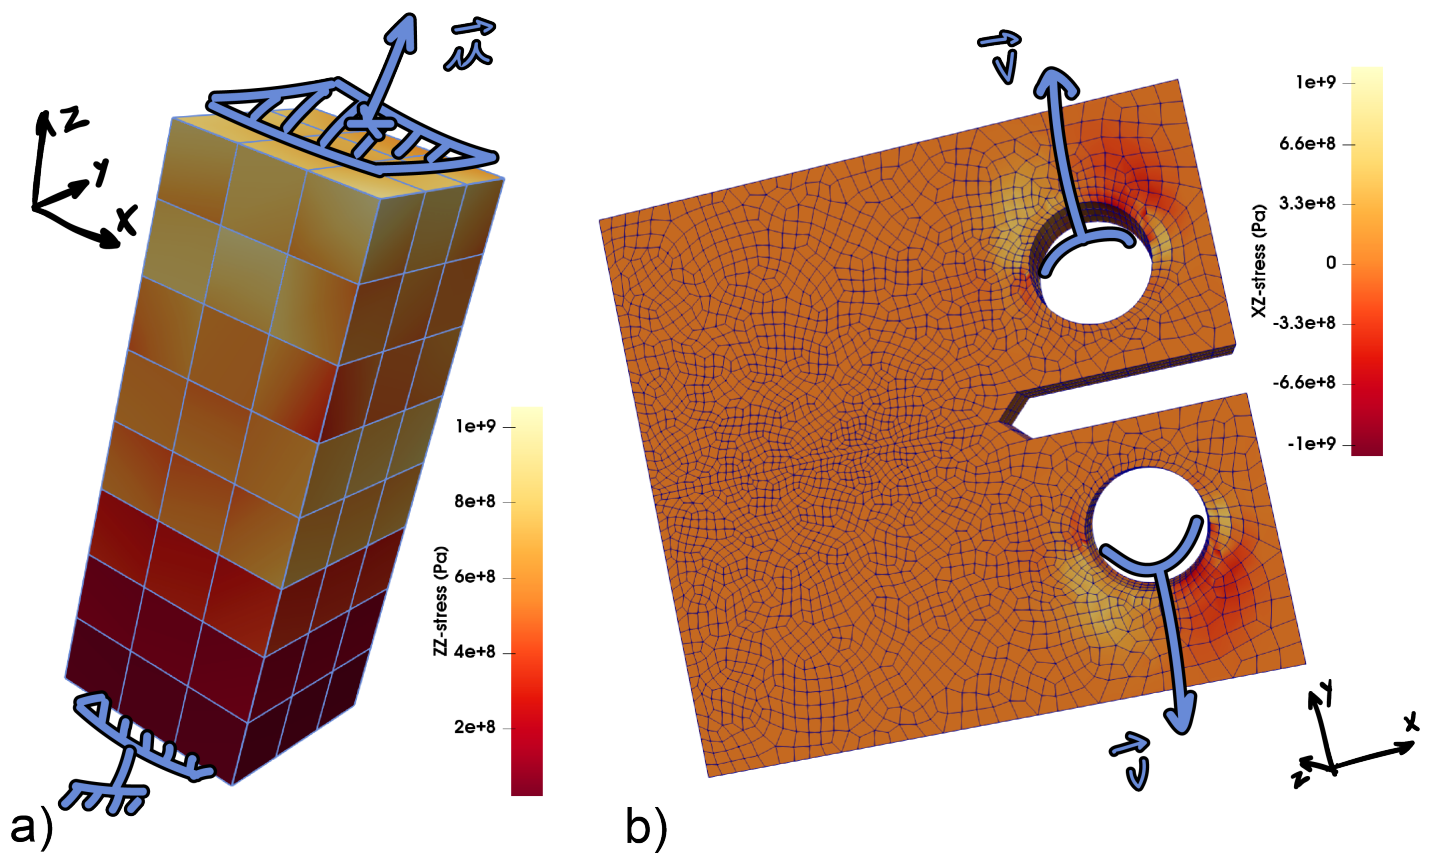 u
Z
Y
X
1e+9
8e+8
6e+8
4e+8
2e+8
ZZ-stress (Pa)
a)
v
1e+9
6.6e+8
3.3e+8
0
-3.3e+8
-6.6e+8
-1e+9
XZ-stress (Pa)
v
Y
X
Z
b)